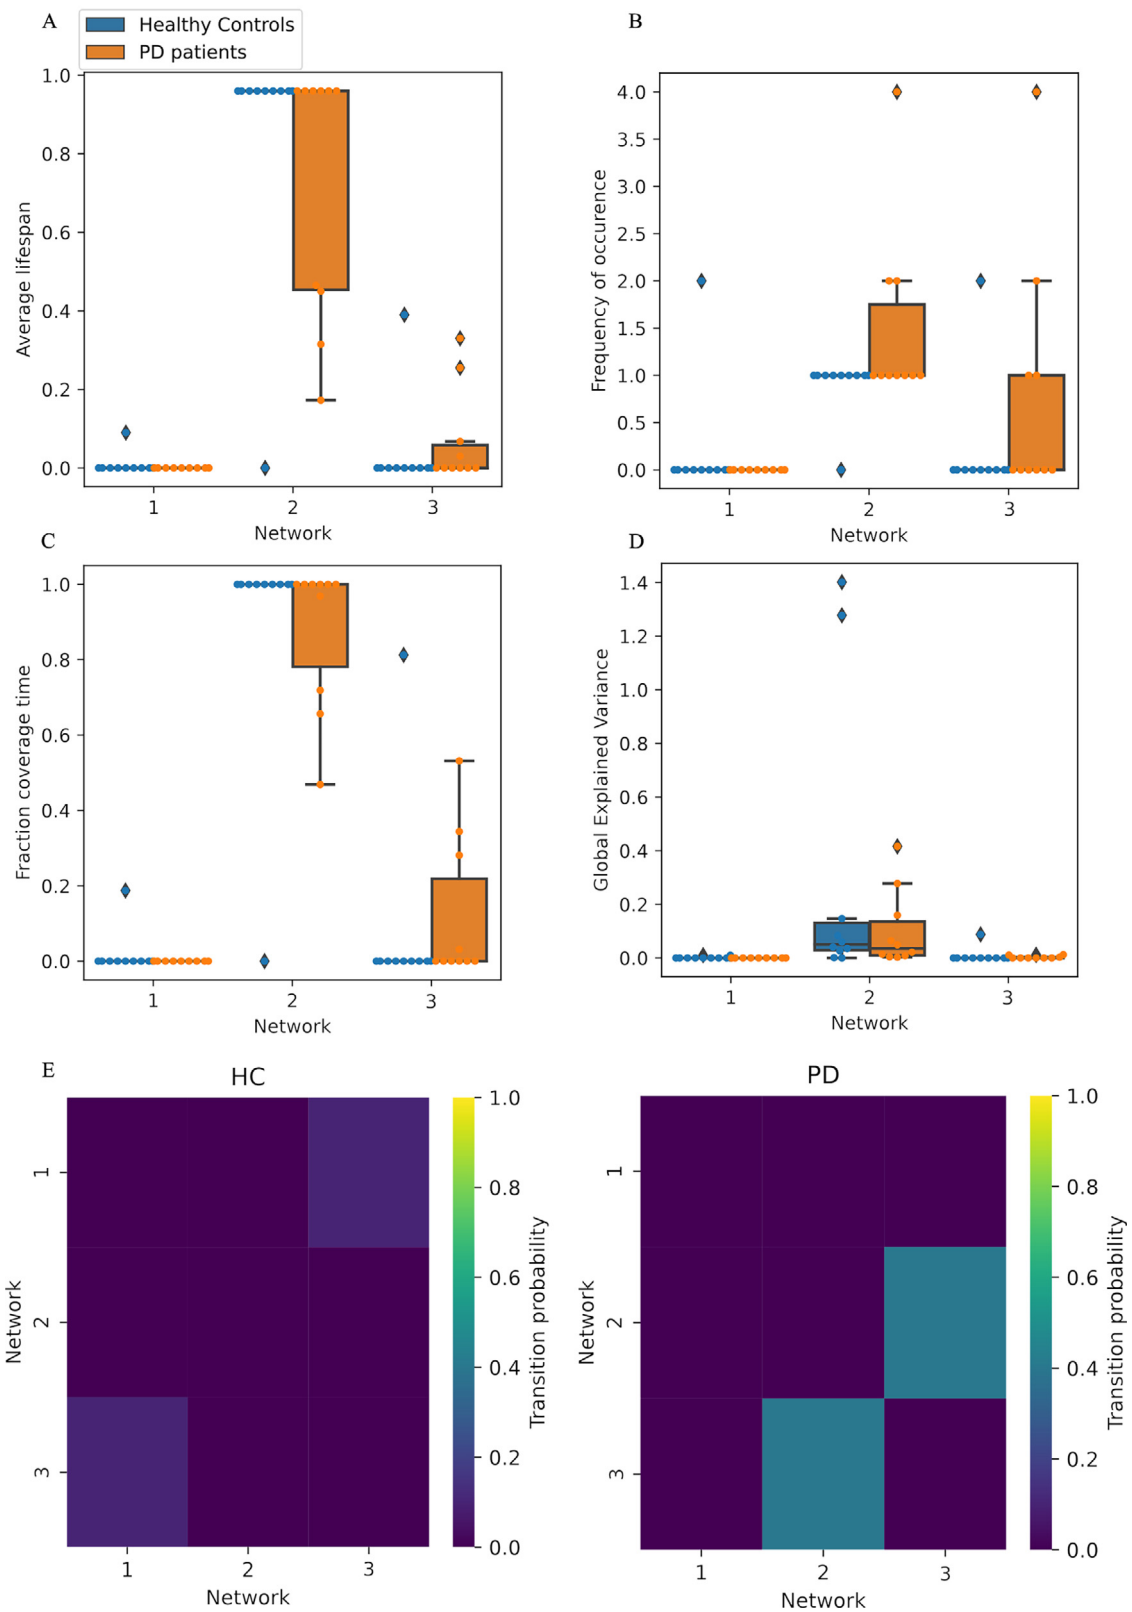 A
Healthy Controls
PD patients
1.0
0.8
0.6
0.4
0.2
0.0
Average lifespan
1 2 3
Network
B
4.0
3.5
3.0
2.5
2.0
1.5
1.0
0.5
0.0
Frequency of occurence
1 2 3
Network
C
1.0
0.8
0.6
0.4
0.2
0.0
Fraction coverage time
1 2 3
Network
D
1.4
1.2
1.0
0.8
0.6
0.4
0.2
0.0
Global Explained Variance
1 2 3
Network
E
HC
1
2
3
Network
1 2 3
Network
1.0
0.8
0.6
0.4
0.2
0.0
Transition probability
PD
1
2
3
Network
1 2 3
Network
1.0
0.8
0.6
0.4
0.2
0.0
Transition probability